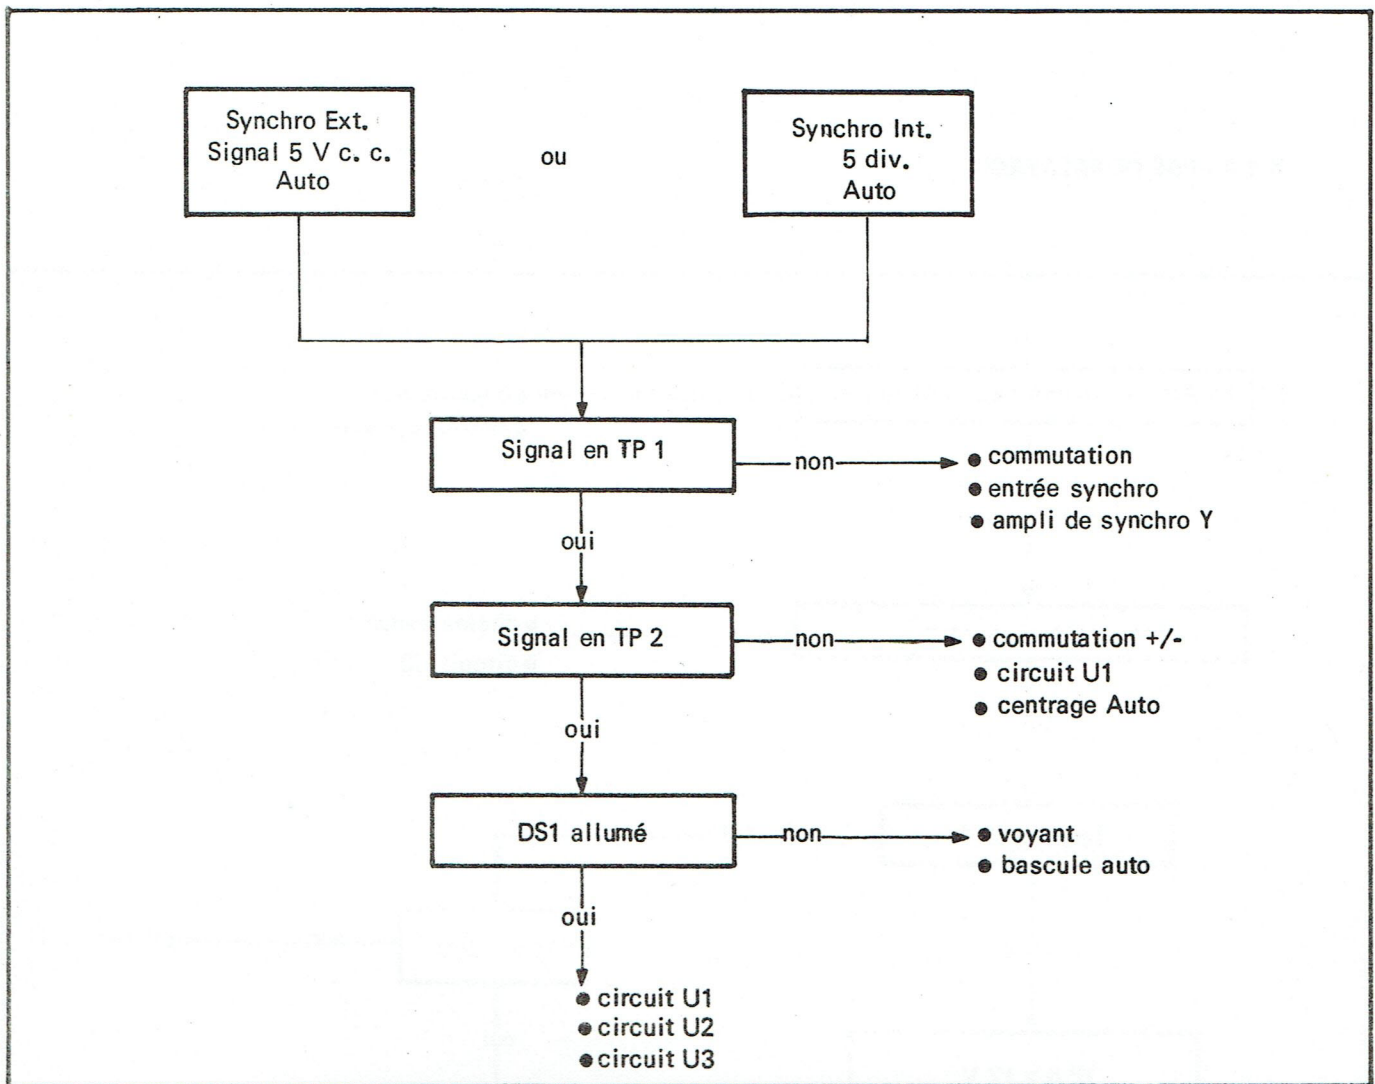 Synchro Ext.
Signal 5 V c. c.
Auto
ou
Synchro Int.
5 div.
Auto
Signal en TP 1
non
● commutation
● entrée synchro
● ampli de synchro Y
oui
Signal en TP 2
non
● commutation +/-
● circuit U1
● centrage Auto
oui
DS1 allumé
non
● voyant
● bascule auto
oui
● circuit U1
● circuit U2
● circuit U3